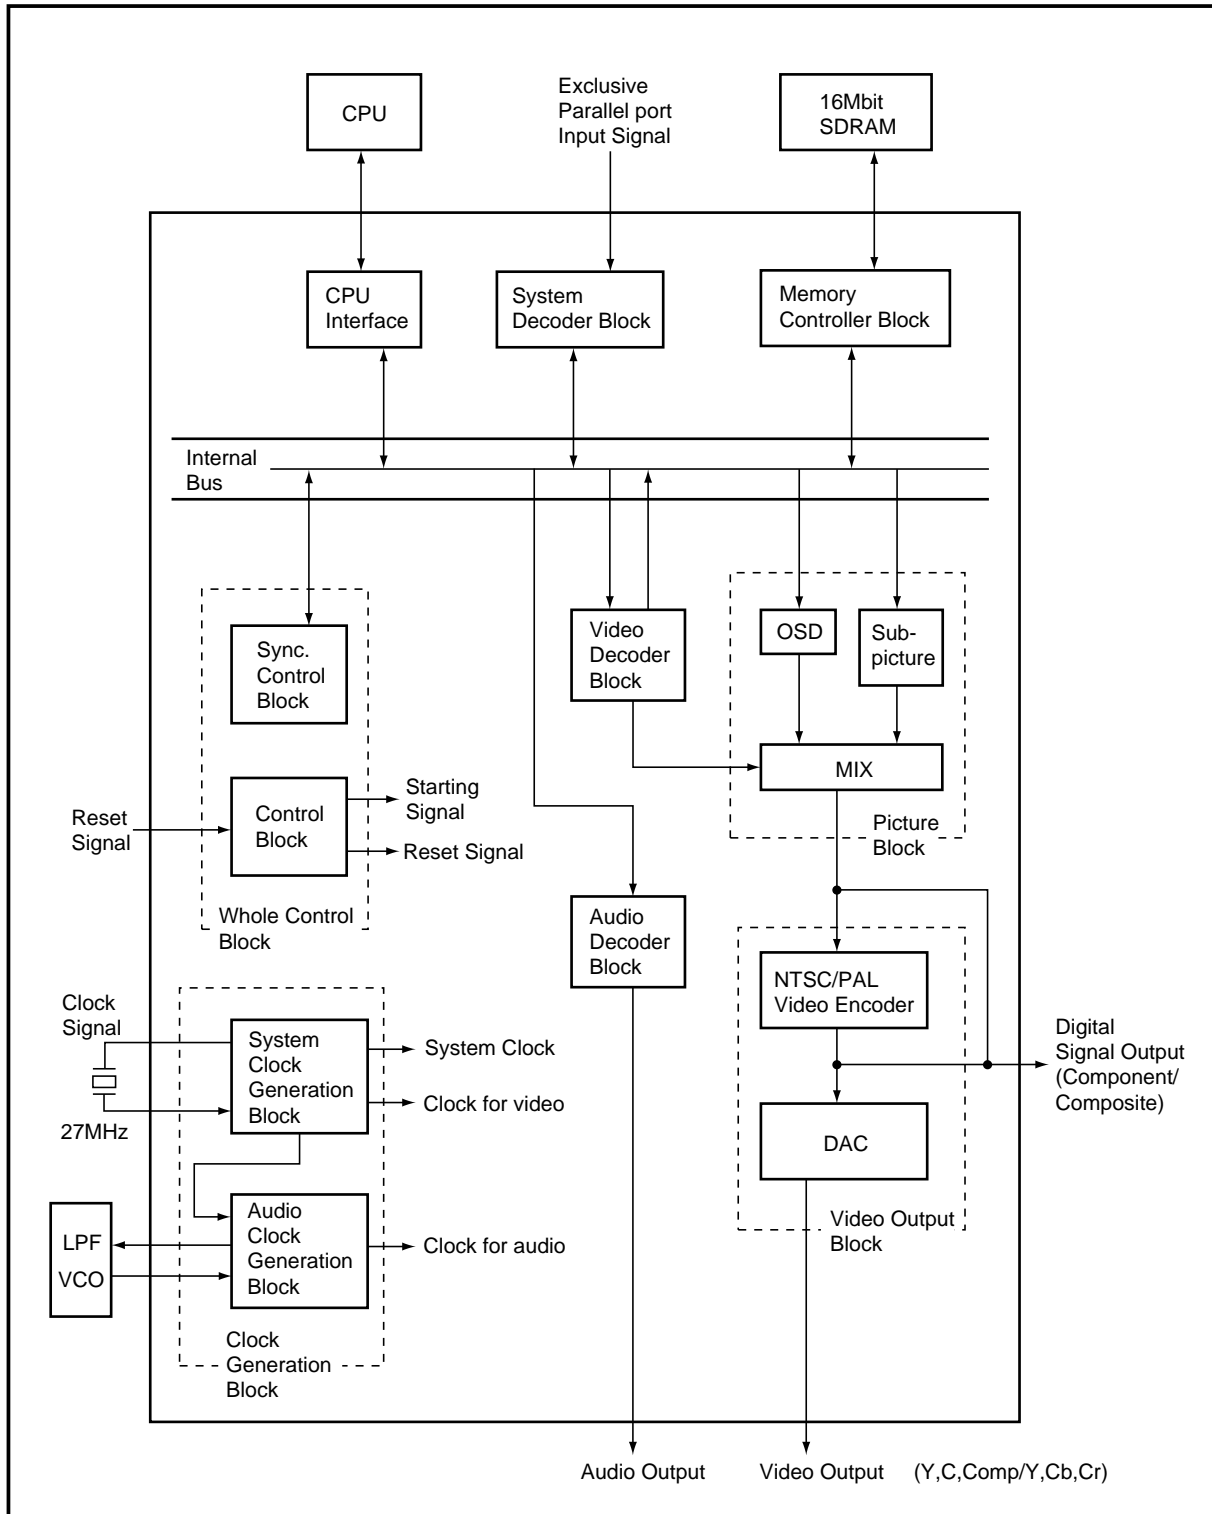 CPU
Exclusive
Parallel port
Input Signal
16Mbit
SDRAM
CPU
Interface
System
Decoder Block
Memory
Controller Block
Internal
Bus
Sync.
Control
Block
Video
Decoder
Block
OSD
Sub-
picture
MIX
Picture
Block
Reset
Signal
Control
Block
Starting
Signal
Reset Signal
Whole Control
Block
Audio
Decoder
Block
NTSC/PAL
Video Encoder
Digital
Signal Output
(Component/
Composite)
DAC
Video Output
Block
Clock
Signal
27MHz
System
Clock
Generation
Block
System Clock
Clock for video
LPF
VCO
Audio
Clock
Generation
Block
Clock for audio
Clock
Generation
Block
Audio Output
Video Output
(Y,C,Comp/Y,Cb,Cr)